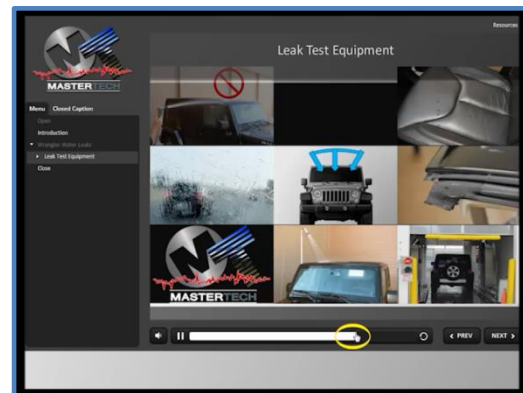 Resources
Leak Test Equipment
MASTERTECH
Menu Closed Caption
Open
Introduction
Wrangler Water Leaks
Leak Test Equipment
Close
MASTERTECH
PREV NEXT